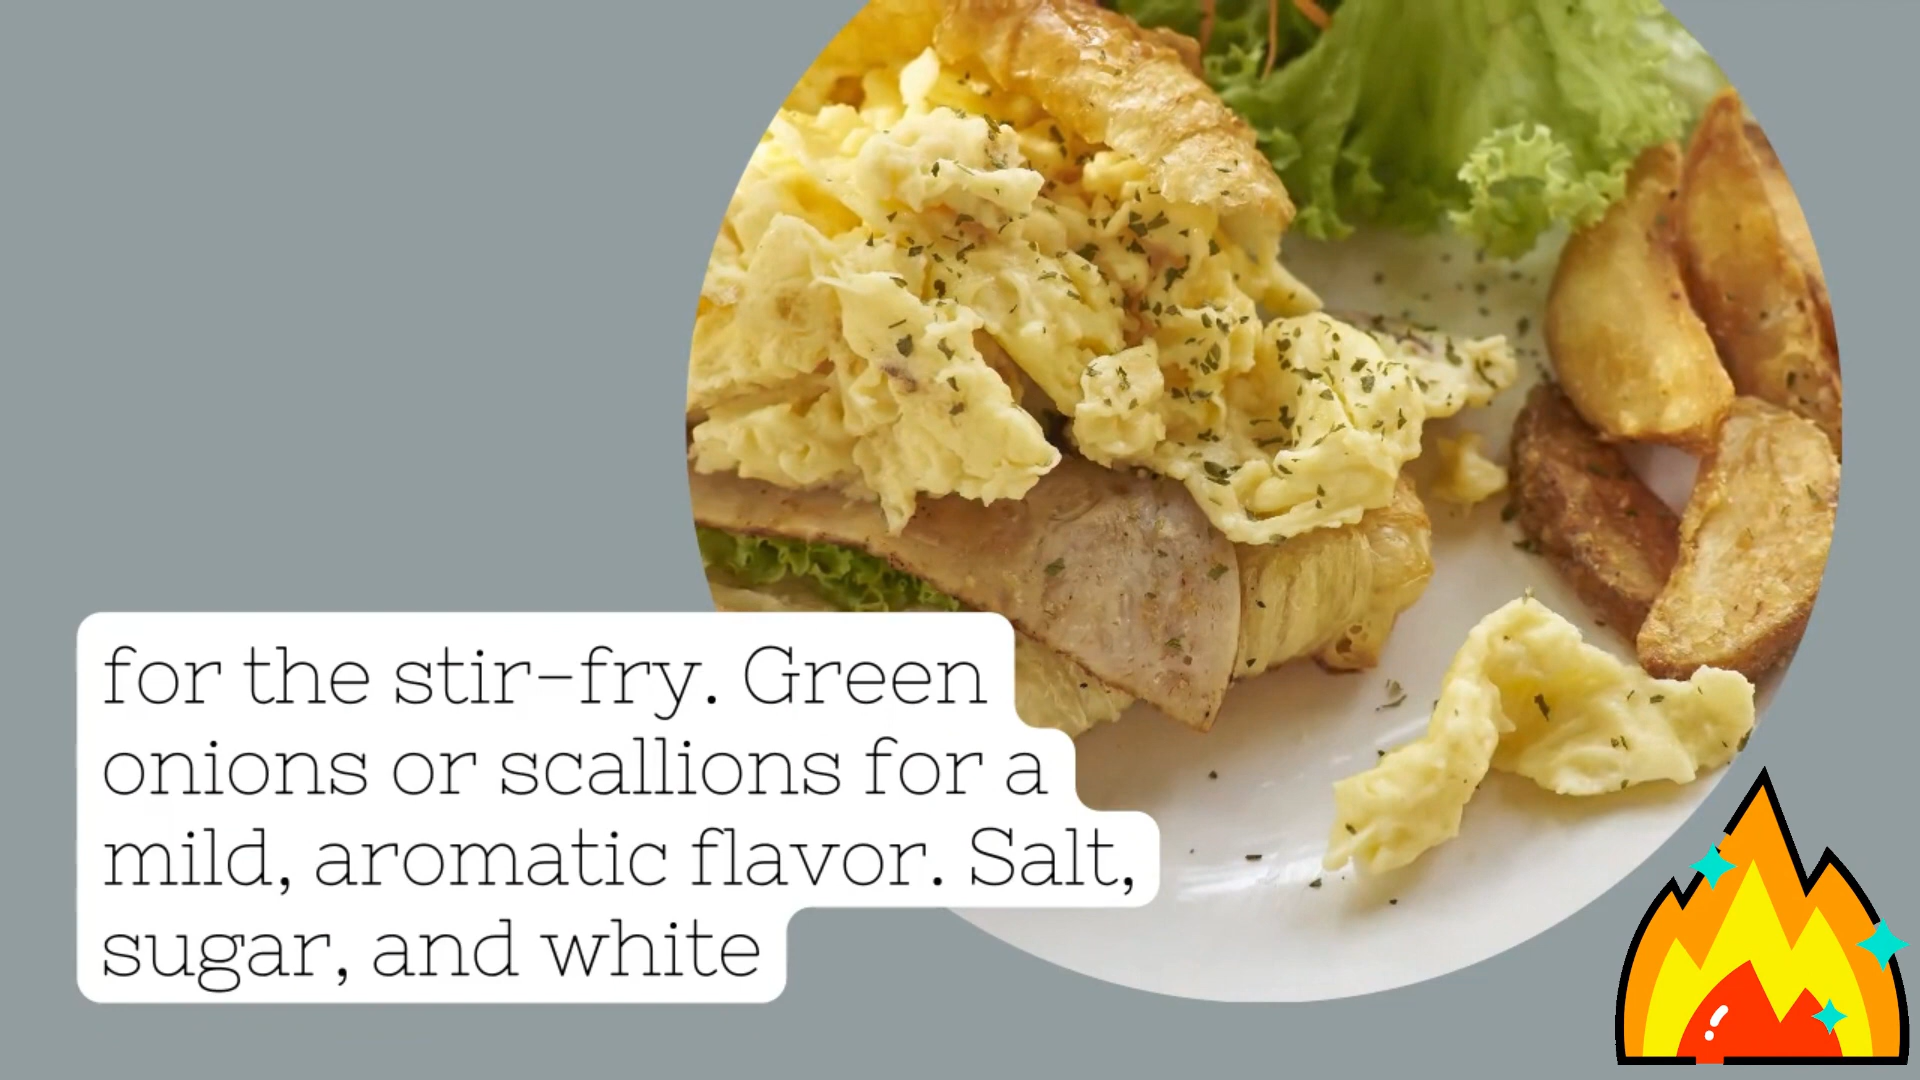 for the stir-fry. Green
onions or scallions for a
mild, aromatic flavor. Salt,
sugar, and white